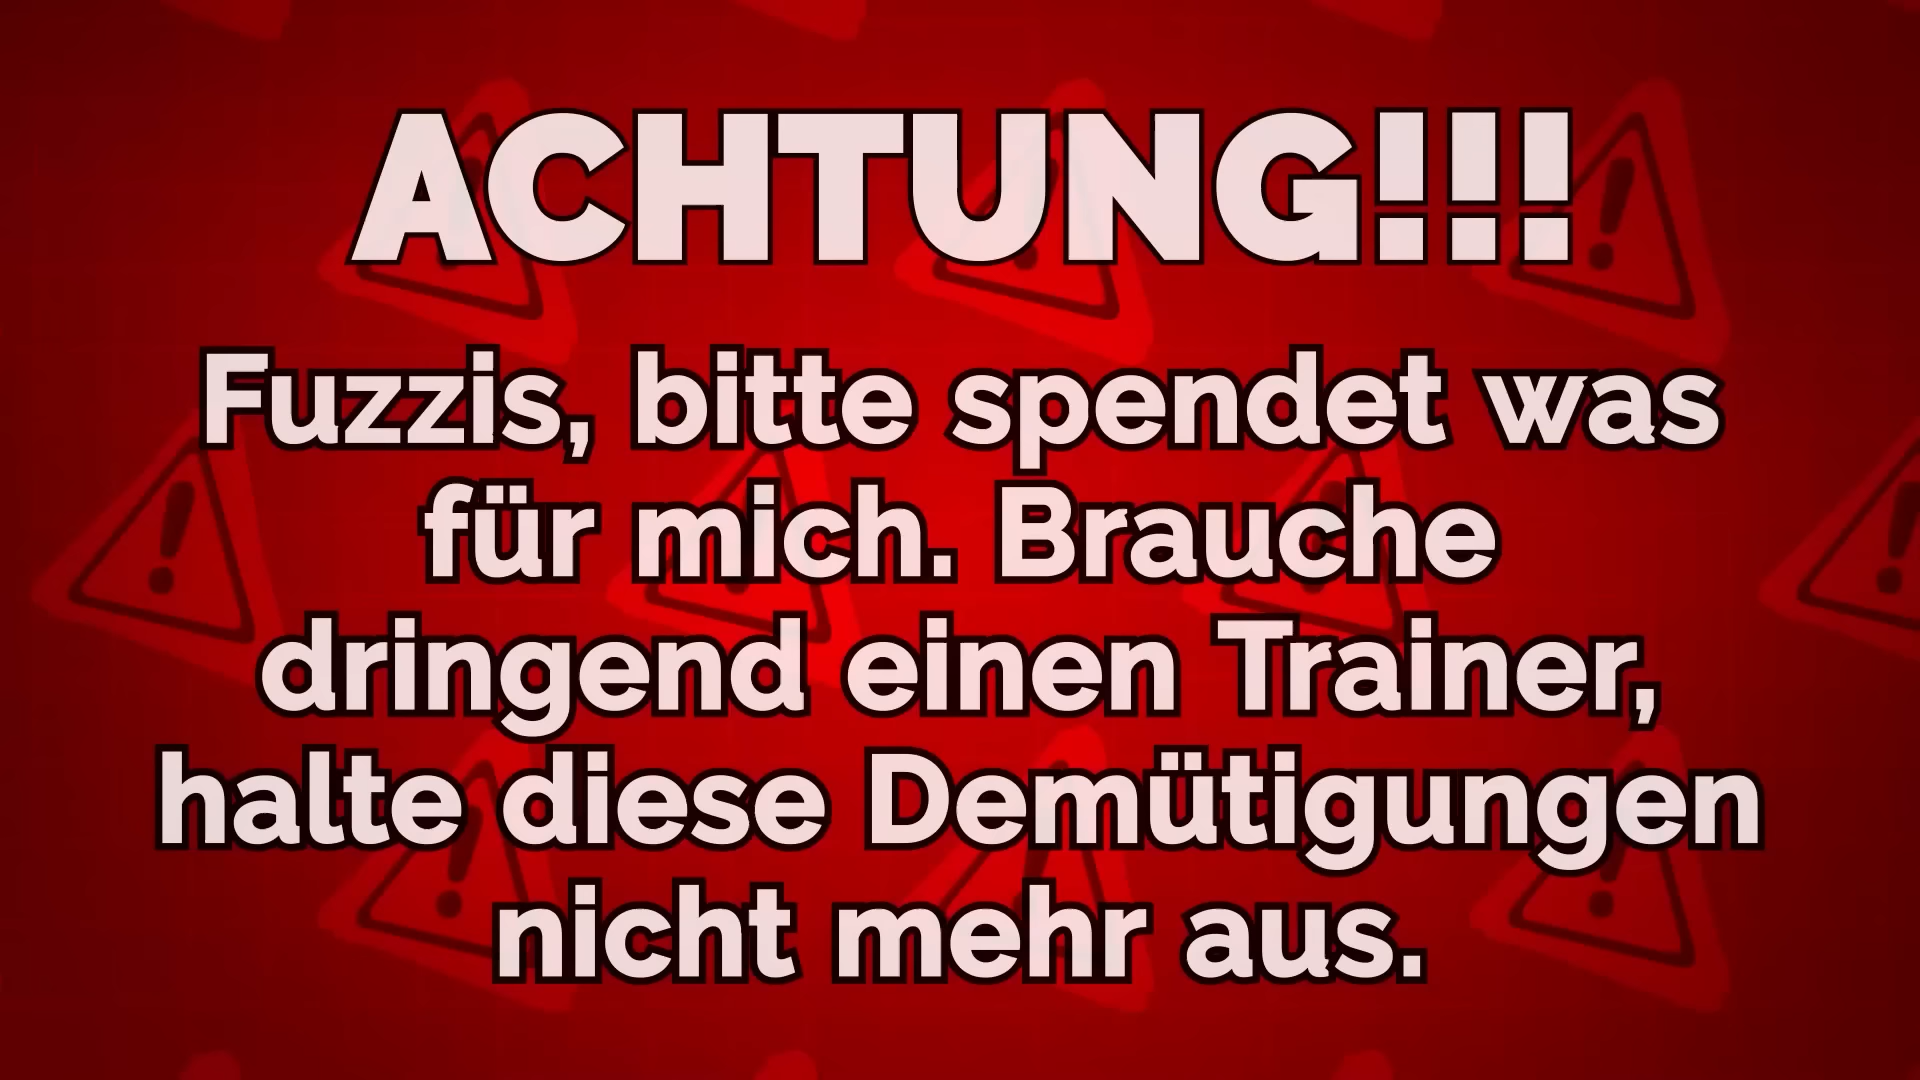 ACHTUNG!!!
Fuzzis, bitte spendet was
für mich. Brauche
dringend einen Trainer,
halte diese Demütigungen
nicht mehr aus.